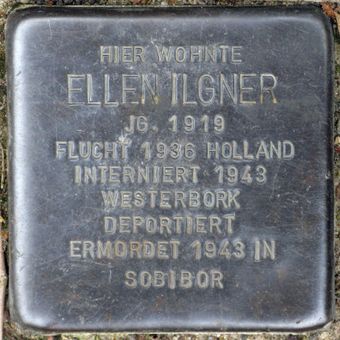 HIER WOHNTE
ELLEN ILGNER
JG. 1919
FLUCHT 1936 HOLLAND
INTERNIERT 1943
WESTERBORK
DEPORTIERT
ERMORDET 1943 IN
SOBIBOR